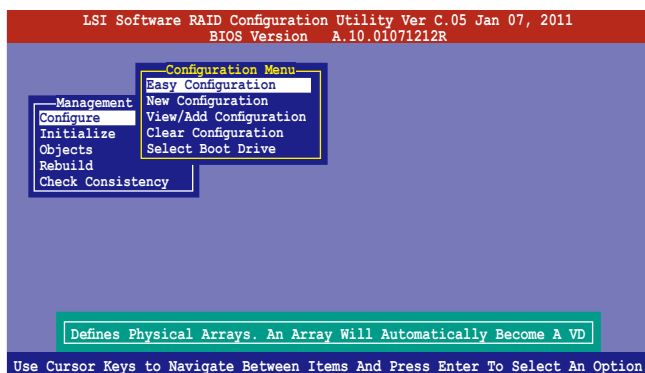 LSI Software RAID Configuration Utility Ver C.05 Jan 07, 2011
BIOS Version A.10.01071212R
Management
Configure
Initialize
Objects
Rebuild
Check Consistency
Configuration Menu
Easy Configuration
New Configuration
View/Add Configuration
Clear Configuration
Select Boot Drive
Defines Physical Arrays. An Array Will Automatically Become A VD
Use Cursor Keys to Navigate Between Items And Press Enter To Select An Option